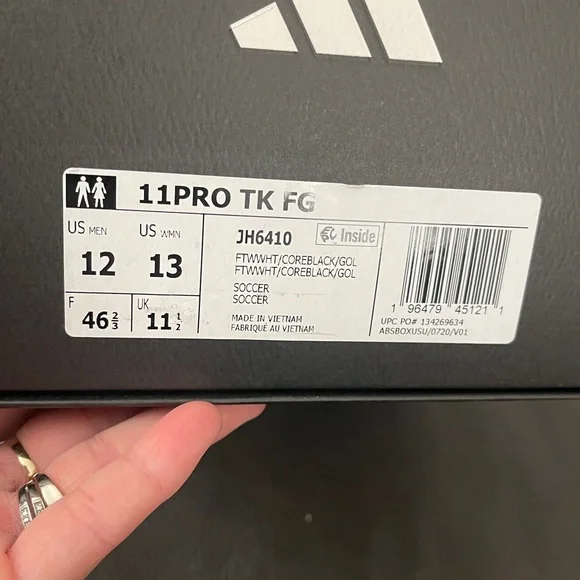 11PRO TK FG
US MEN
12
US WMN
13
F
46 2/3
UK
11 1/2
JH6410
Inside
FTWWHT/COREBLACK/GOL
FTWWHT/COREBLACK/GOL
SOCCER
SOCCER
MADE IN VIETNAM
FABRIQUÉ AU VIETNAM
1 96479 45121 1
UPC PO# 134269634
ABSBOXUSU/0720/V01